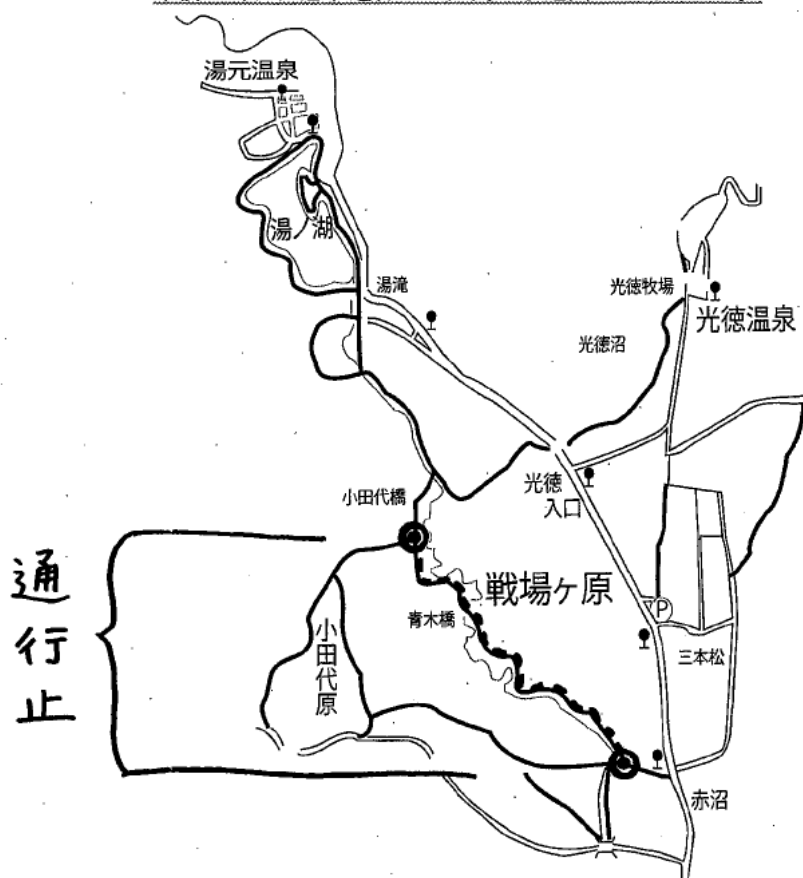 湯元温泉
湯ノ湖
湯滝
光徳牧場
光徳温泉
光徳沼
光徳
入口
小田代橋
戦場ヶ原
青木橋
小田代原
P
三本松
赤沼
通行止